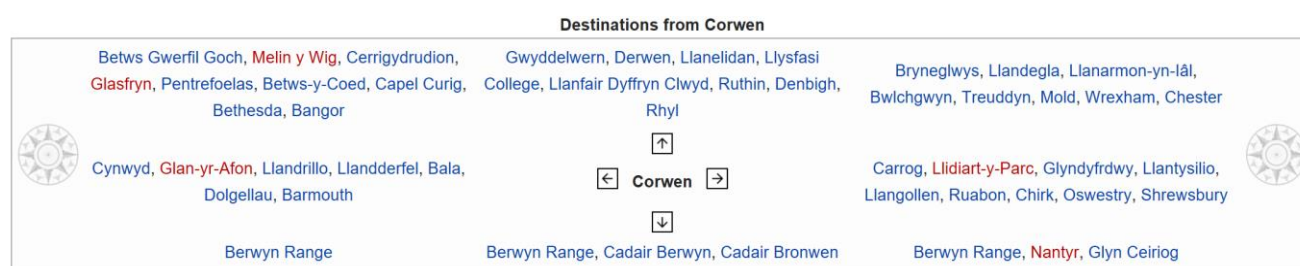 Destinations from Corwen
Betws Gwerfil Goch, Melin y Wig, Cerrigydrudion,
Glasfryn, Pentrefoelas, Betws-y-Coed, Capel Curig,
Bethesda, Bangor
Gwyddelwern, Derwen, Llanelidan, Llysfasi
College, Llanfair Dyffryn Clwyd, Ruthin, Denbigh,
Rhyl
Bryneglwys, Llandegla, Llanarmon-yn-Iâl,
Bwlchgwyn, Treuddyn, Mold, Wrexham, Chester
Cynwyd, Glan-yr-Afon, Llandrillo, Llandderfel, Bala,
Dolgellau, Barmouth
Corwen
Carrog, Llidiart-y-Parc, Glyndyfrdwy, Llantysilio,
Llangollen, Ruabon, Chirk, Oswestry, Shrewsbury
Berwyn Range
Berwyn Range, Cadair Berwyn, Cadair Bronwen
Berwyn Range, Nantyr, Glyn Ceiriog